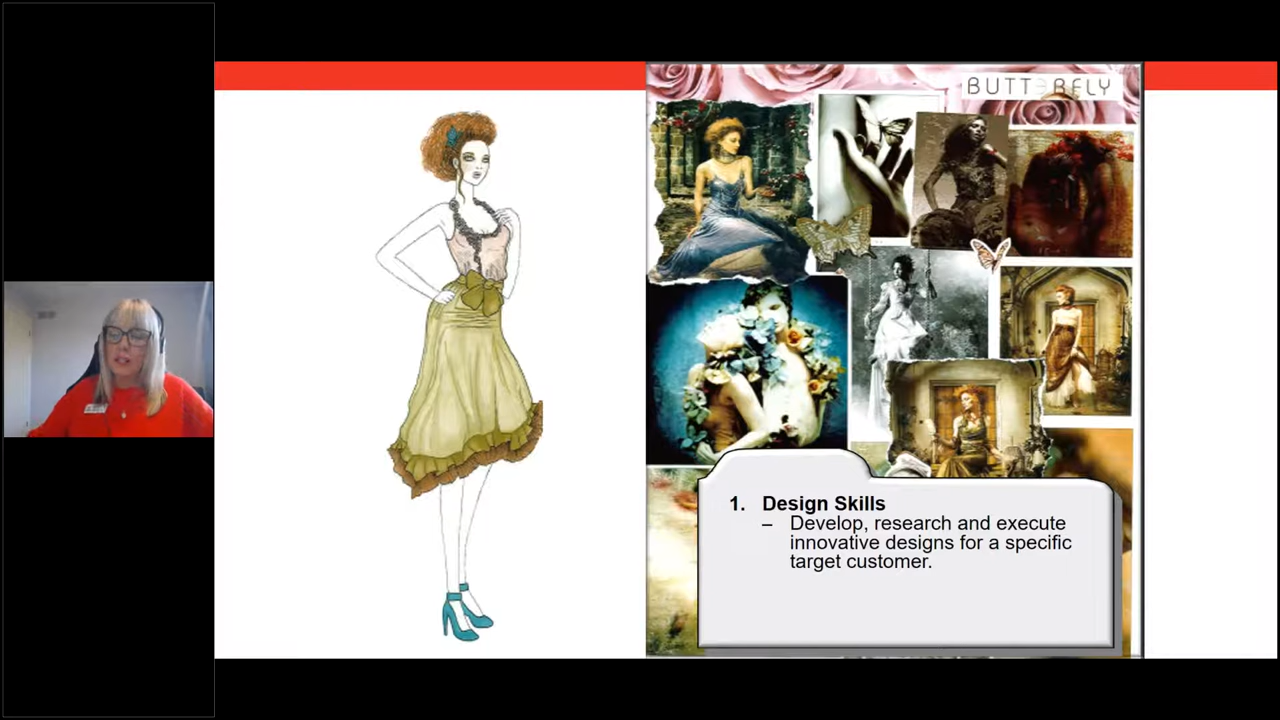 BUTTERFLY
1. Design Skills
– Develop, research and execute
innovative designs for a specific
target customer.